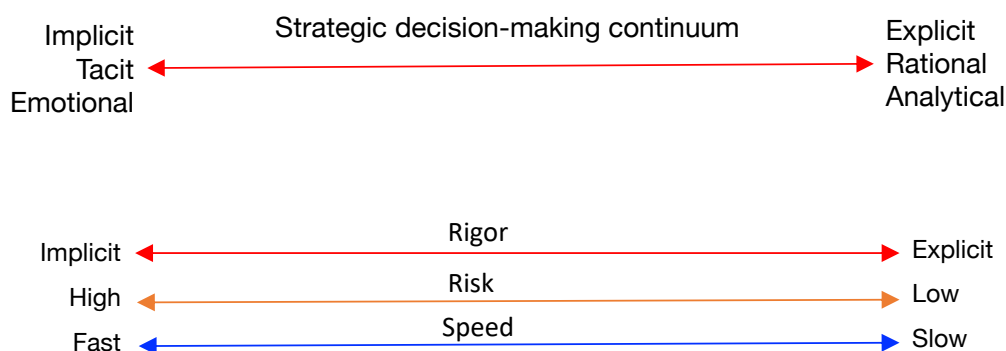 Strategic decision-making continuum
Implicit
Tacit
Emotional
Explicit
Rational
Analytical
Implicit Rigor Explicit
High Risk Low
Fast Speed Slow